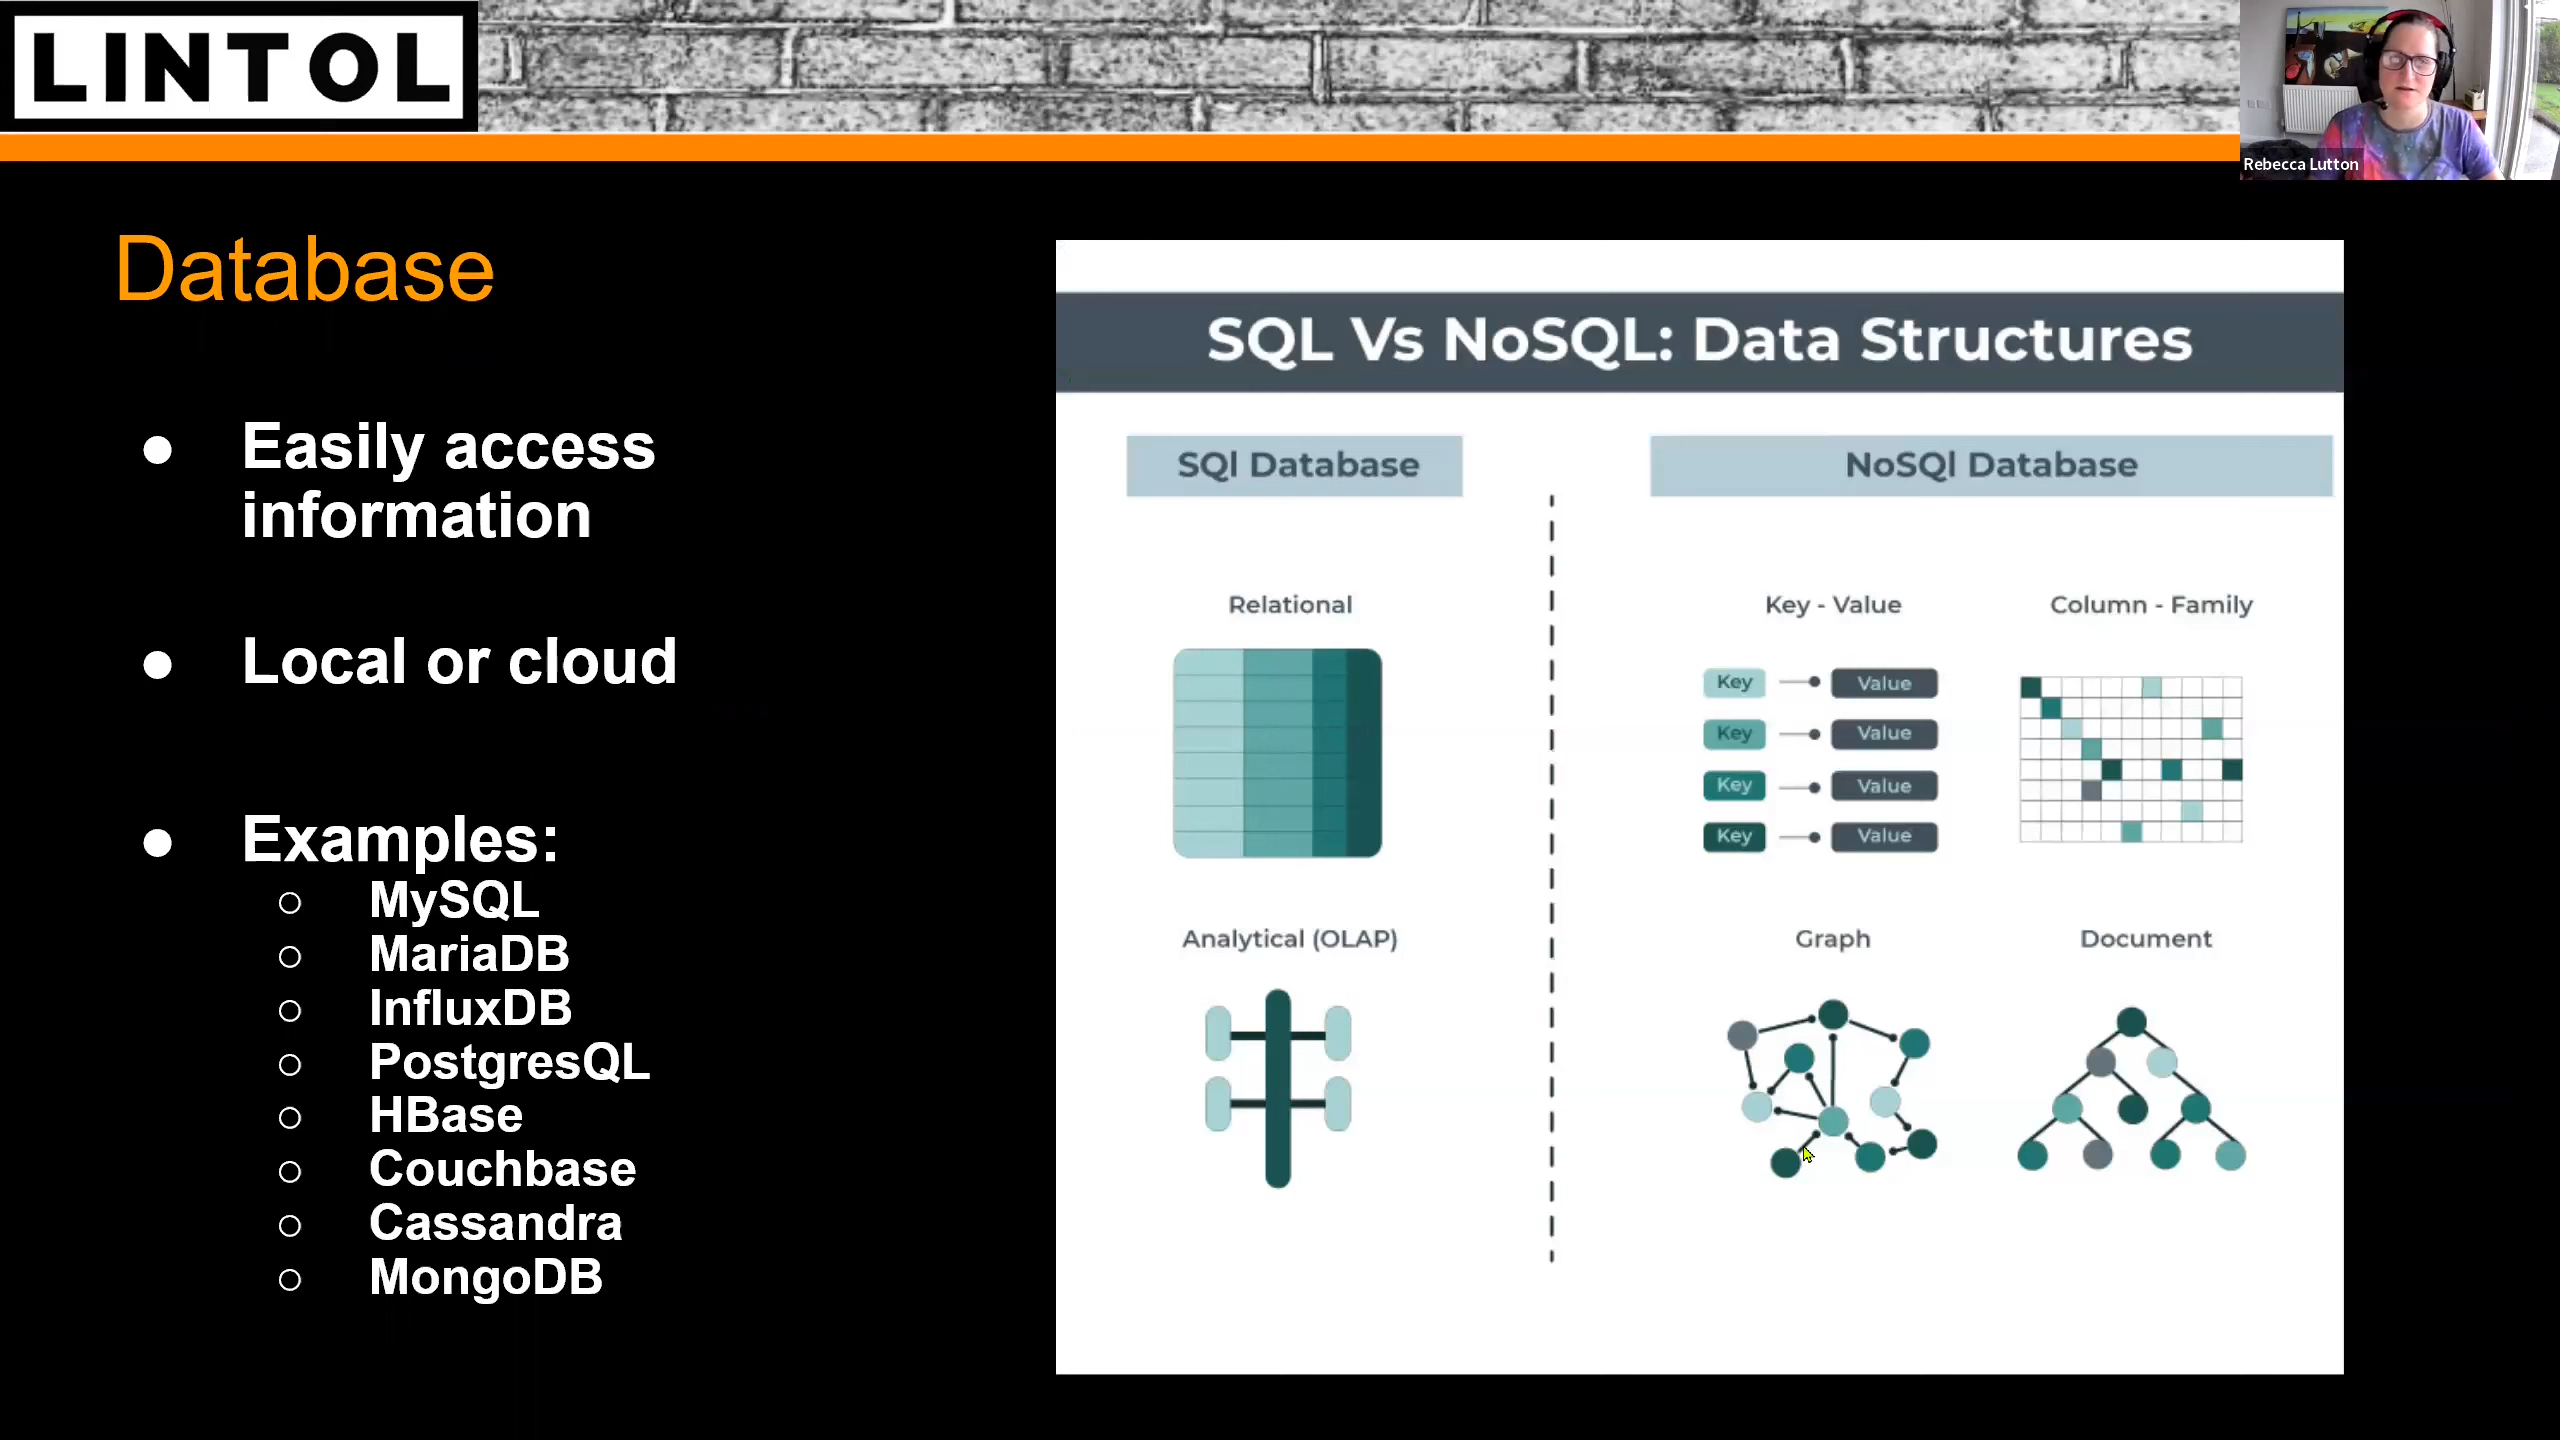 LINTOL
Rebecca Lutton
Database
● Easily access
information
● Local or cloud
● Examples:
○ MySQL
○ MariaDB
○ InfluxDB
○ PostgresQL
○ HBase
○ Couchbase
○ Cassandra
○ MongoDB
SQL Vs NoSQL: Data Structures
SQl Database
Relational
Analytical (OLAP)
NoSQl Database
Key - Value
Key Value
Key Value
Key Value
Key Value
Column - Family
Graph
Document